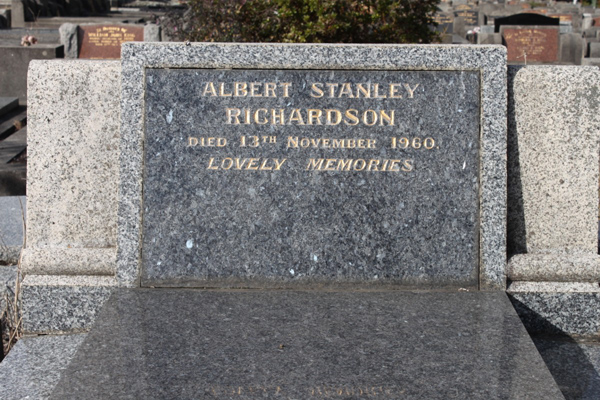 ALBERT STANLEY
RICHARDSON
DIED 13TH NOVEMBER 1960.
LOVELY MEMORIES